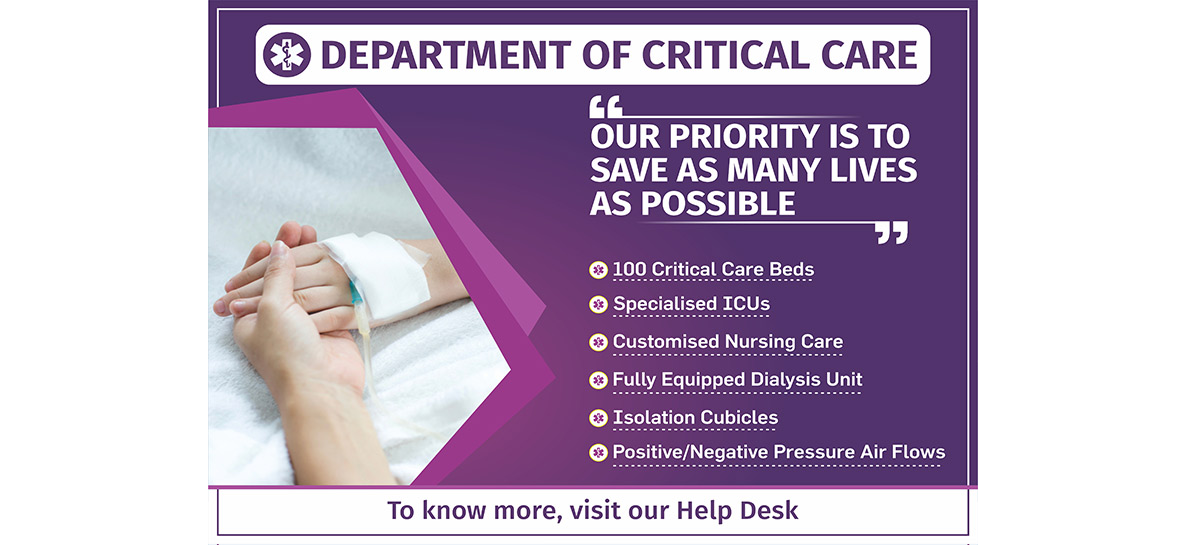 DEPARTMENT OF CRITICAL CARE
“
OUR PRIORITY IS TO
SAVE AS MANY LIVES
AS POSSIBLE
”
100 Critical Care Beds
Specialised ICUs
Customised Nursing Care
Fully Equipped Dialysis Unit
Isolation Cubicles
Positive/Negative Pressure Air Flows
To know more, visit our Help Desk